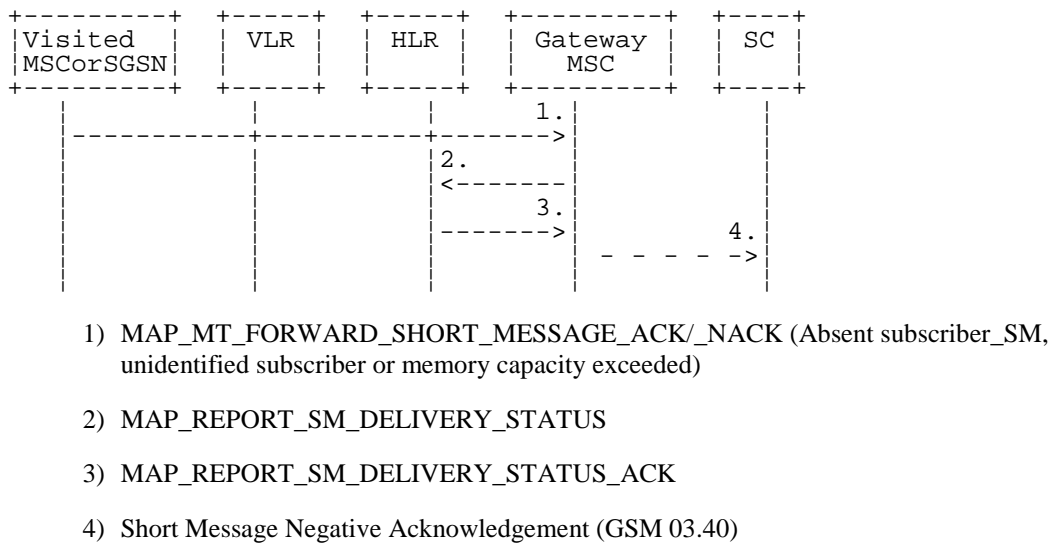 +---------+ +-----+ +-----+ +---------+ +----+
¦Visited ¦ ¦ VLR ¦ ¦ HLR ¦ ¦ Gateway ¦ ¦ SC ¦
¦MSCorSGSN¦ ¦ ¦ ¦ ¦ ¦ MSC ¦ ¦ ¦
+---------+ +-----+ +-----+ +---------+ +----+
1.
2.
3.
4.
1) MAP_MT_FORWARD_SHORT_MESSAGE_ACK/_NACK (Absent subscriber_SM,
unidentified subscriber or memory capacity exceeded)
2) MAP_REPORT_SM_DELIVERY_STATUS
3) MAP_REPORT_SM_DELIVERY_STATUS_ACK
4) Short Message Negative Acknowledgement (GSM 03.40)